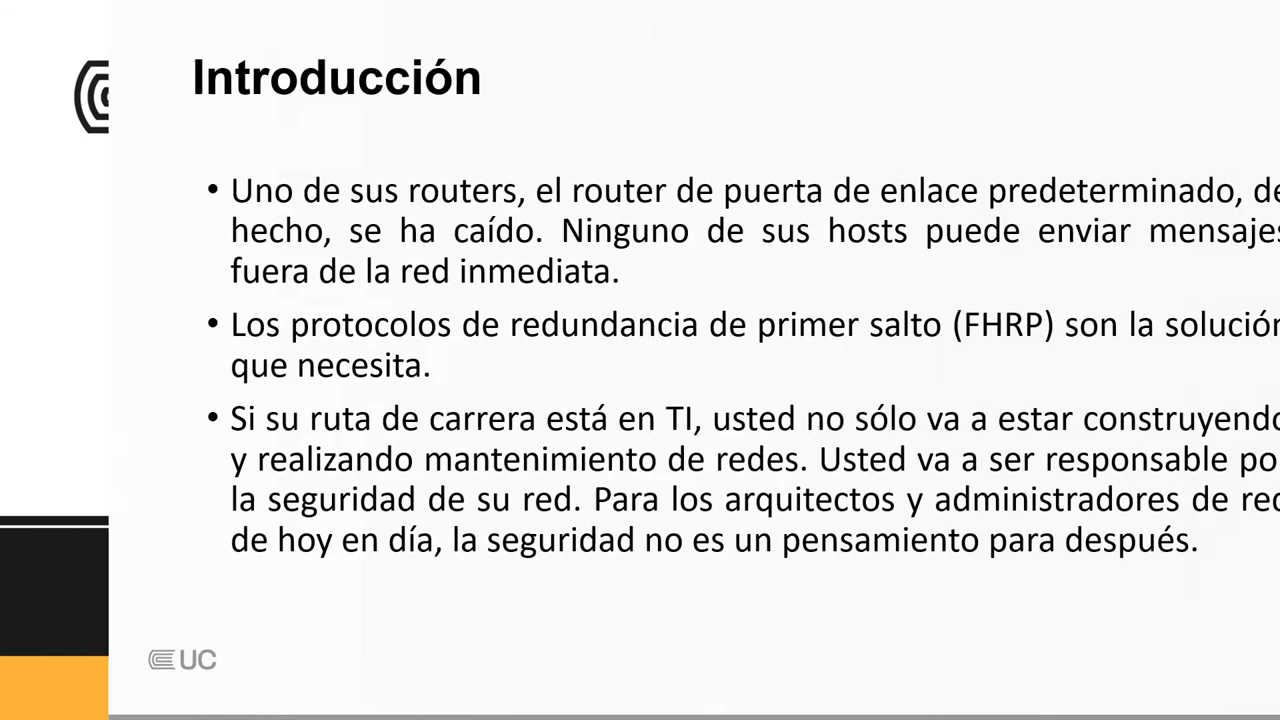 Introducción
• Uno de sus routers, el router de puerta de enlace predeterminado, de
hecho, se ha caído. Ninguno de sus hosts puede enviar mensajes
fuera de la red inmediata.
• Los protocolos de redundancia de primer salto (FHRP) son la solución
que necesita.
• Si su ruta de carrera está en TI, usted no sólo va a estar construyendo
y realizando mantenimiento de redes. Usted va a ser responsable po
la seguridad de su red. Para los arquitectos y administradores de red
de hoy en día, la seguridad no es un pensamiento para después.
UC